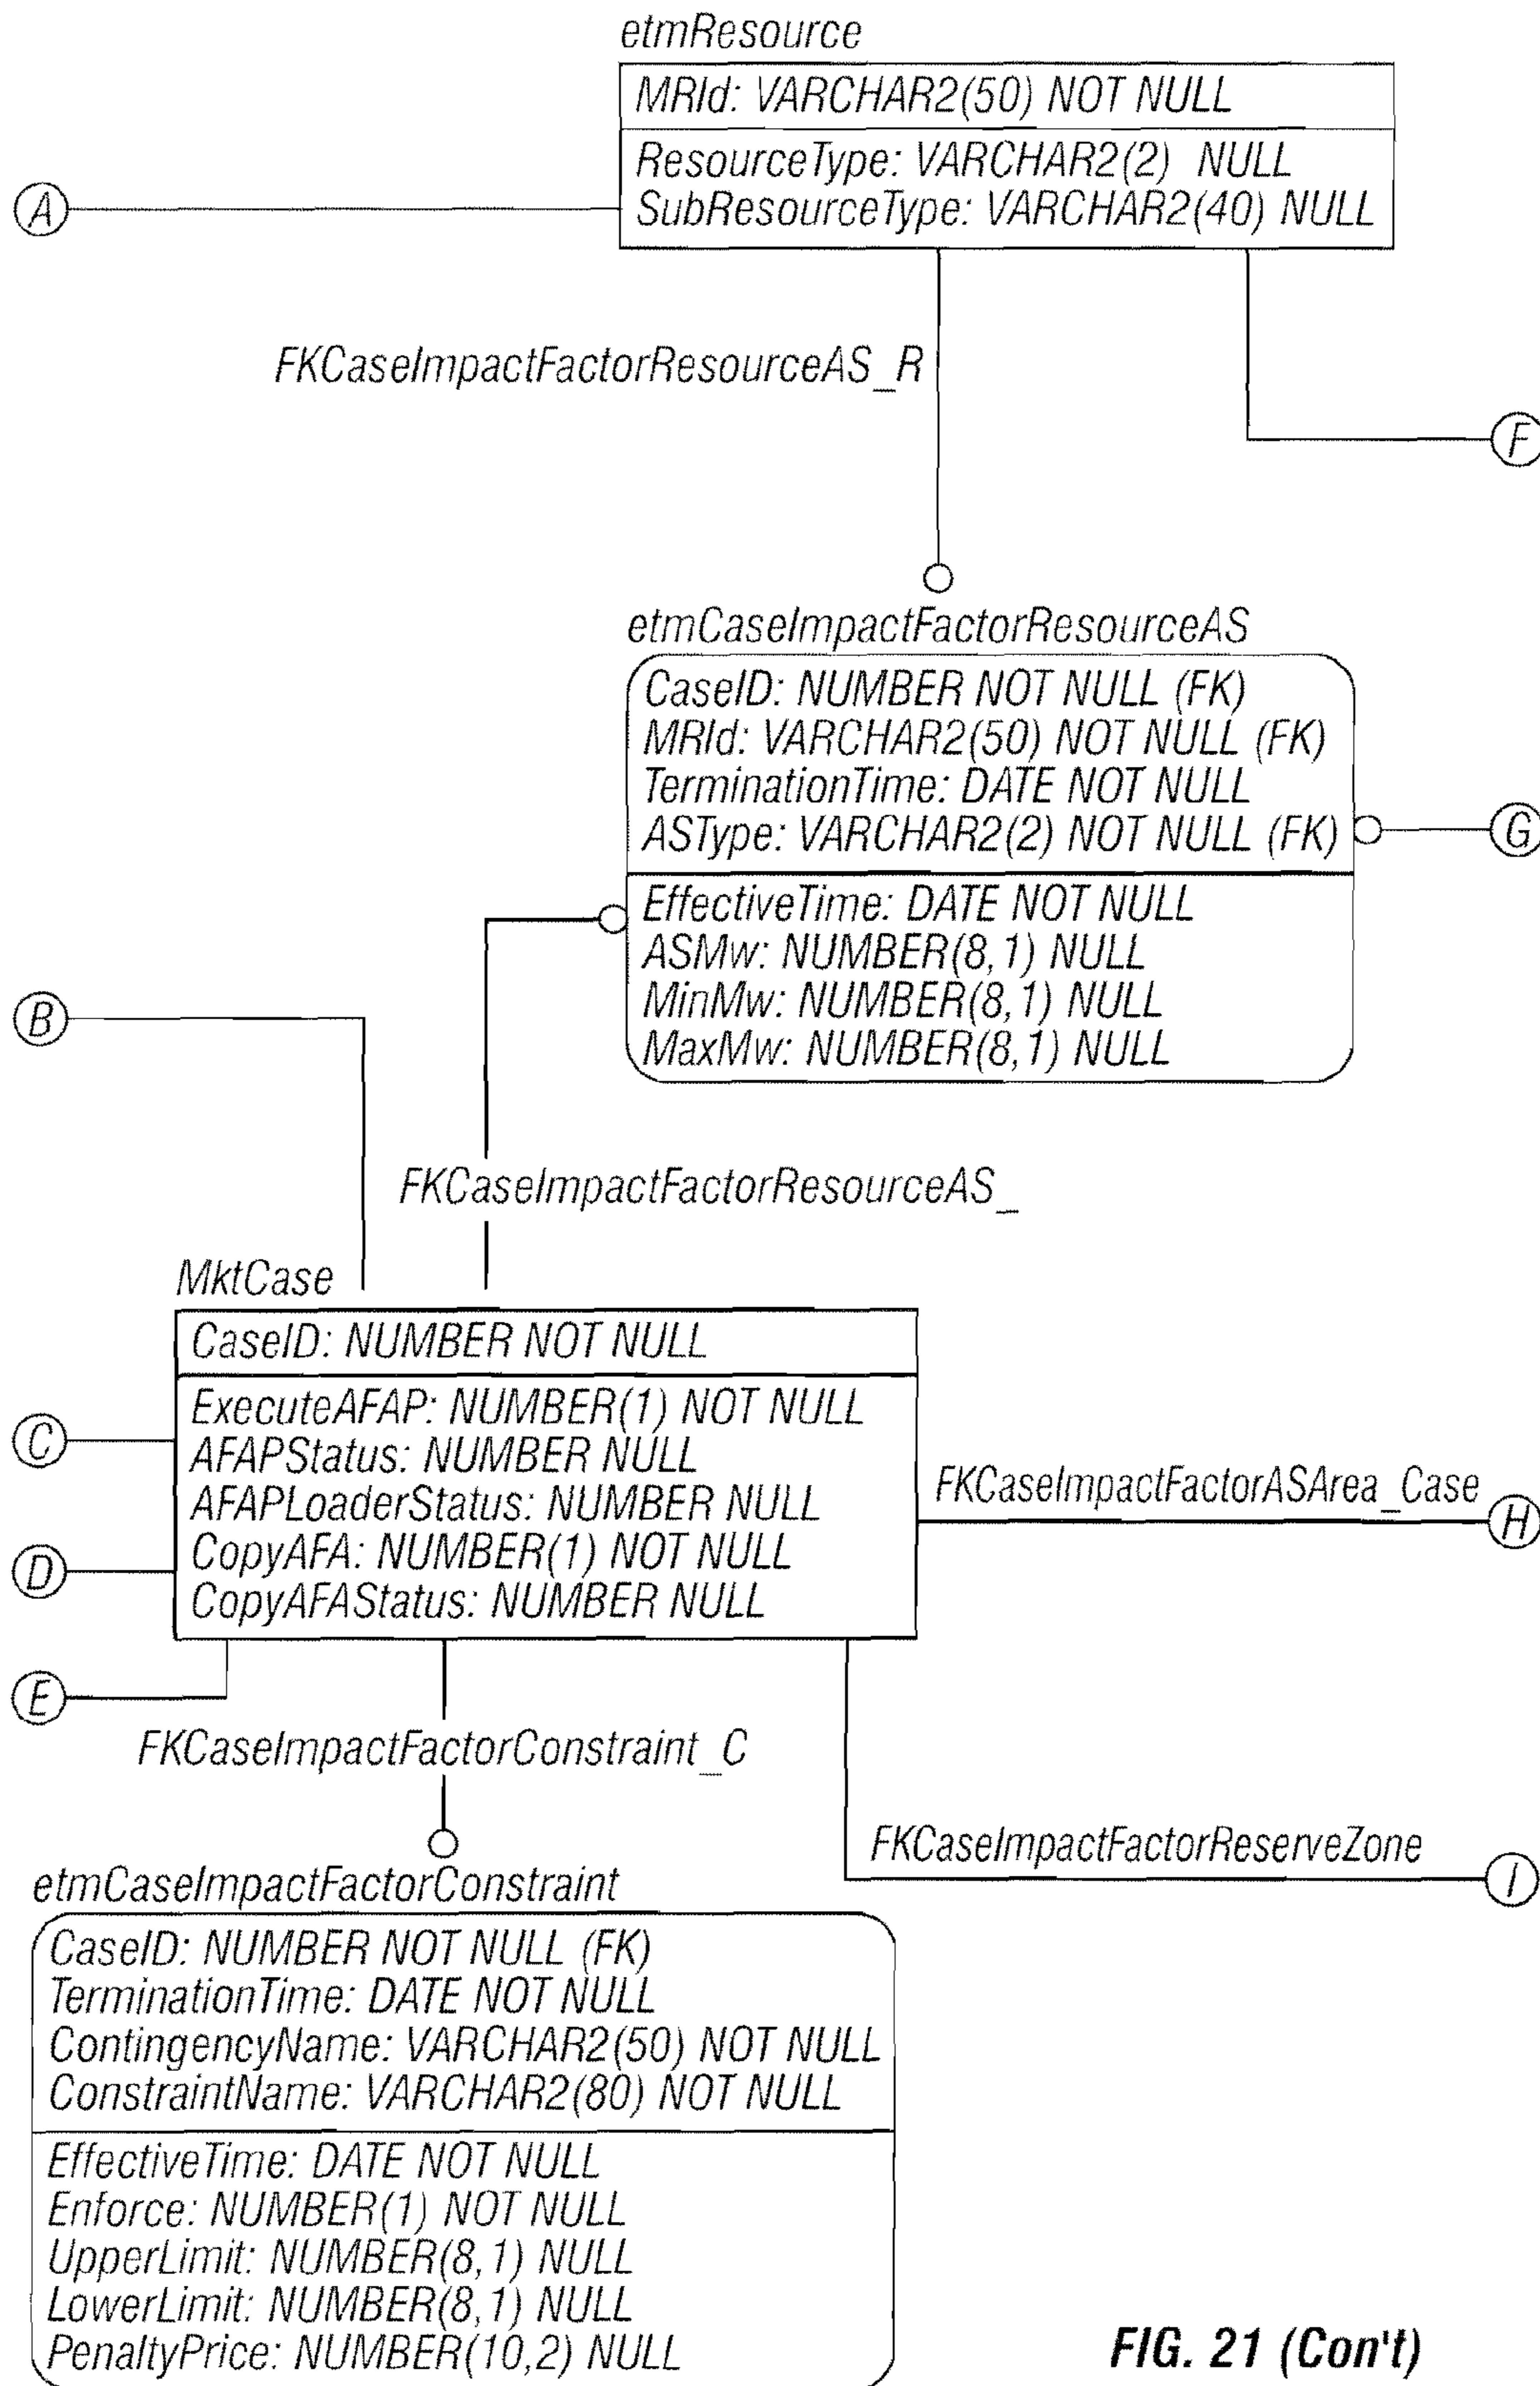 etmResource
MRId: VARCHAR2(50) NOT NULL
ResourceType: VARCHAR2(2) NULL
SubResourceType: VARCHAR2(40) NULL
A
FKCaseImpactFactorResourceAS_R
F
etmCaseImpactFactorResourceAS
CaseID: NUMBER NOT NULL (FK)
MRId: VARCHAR2(50) NOT NULL (FK)
TerminationTime: DATE NOT NULL
ASType: VARCHAR2(2) NOT NULL (FK)
G
EffectiveTime: DATE NOT NULL
ASMw: NUMBER(8,1) NULL
MinMw: NUMBER(8,1) NULL
MaxMw: NUMBER(8,1) NULL
B
FKCaseImpactFactorResourceAS_
MktCase
CaseID: NUMBER NOT NULL
ExecuteAFAP: NUMBER(1) NOT NULL
AFAPStatus: NUMBER NULL
AFAPLoaderStatus: NUMBER NULL
CopyAFA: NUMBER(1) NOT NULL
CopyAFAStatus: NUMBER NULL
C
D
E
FKCaseImpactFactorASArea_Case
H
FKCaseImpactFactorConstraint_C
FKCaseImpactFactorReserveZone
I
etmCaseImpactFactorConstraint
CaseID: NUMBER NOT NULL (FK)
TerminationTime: DATE NOT NULL
ContingencyName: VARCHAR2(50) NOT NULL
ConstraintName: VARCHAR2(80) NOT NULL
EffectiveTime: DATE NOT NULL
Enforce: NUMBER(1) NOT NULL
UpperLimit: NUMBER(8,1) NULL
LowerLimit: NUMBER(8,1) NULL
PenaltyPrice: NUMBER(10,2) NULL
FIG. 21 (Con't)